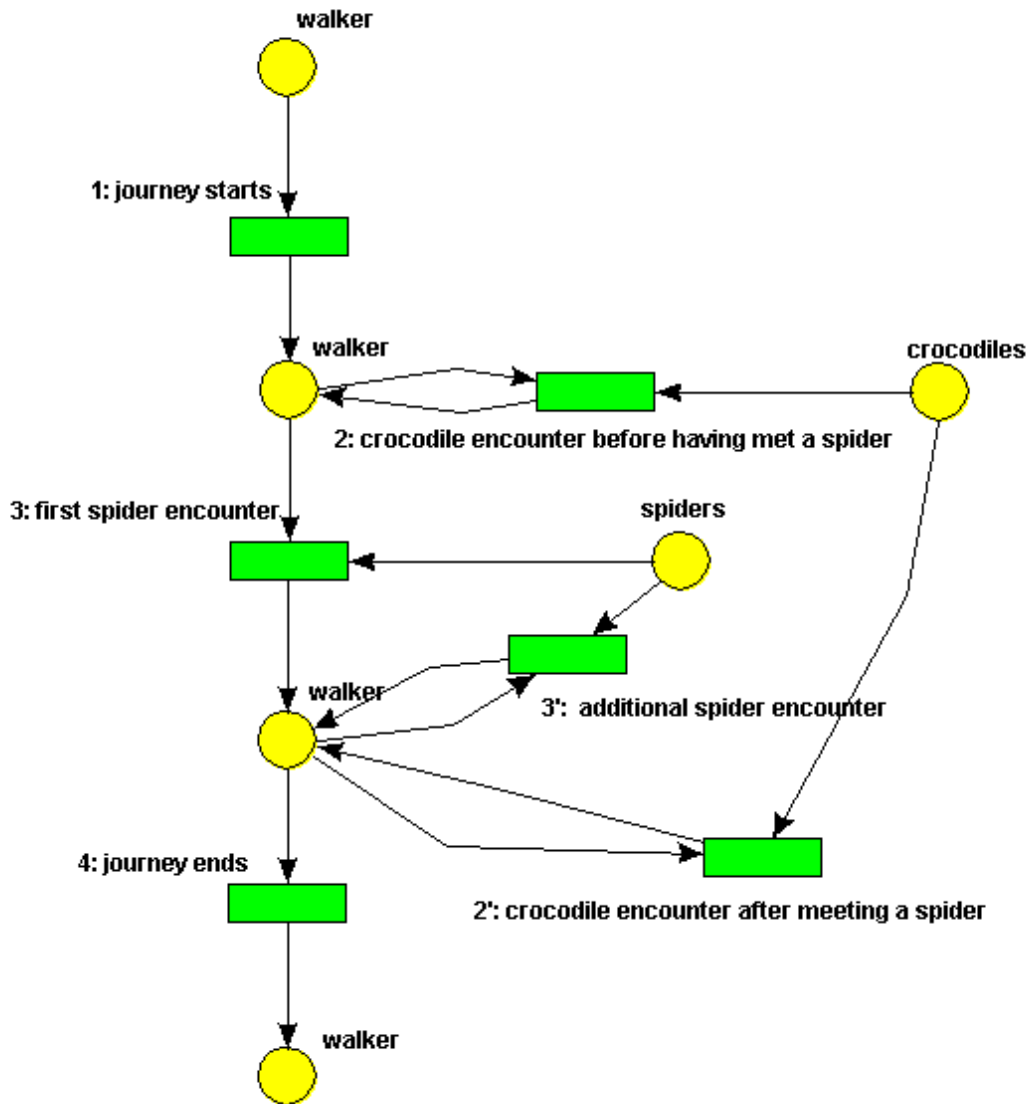 walker
1: journey starts
walker
crocodiles
2: crocodile encounter before having met a spider
3: first spider encounter
spiders
walker
3':  additional spider encounter
4: journey ends
2': crocodile encounter after meeting a spider
walker